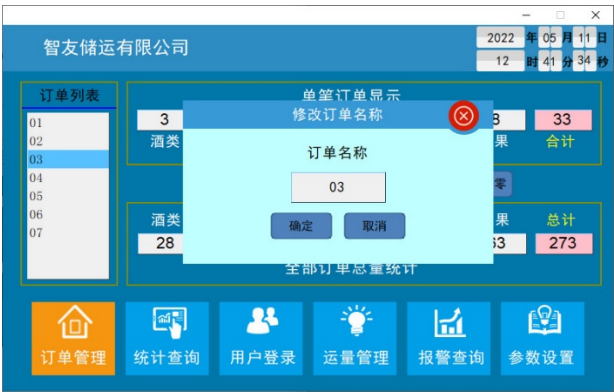 智友储运有限公司
2022 年 05 月 11 日
12 时 41 分 34 秒
订单列表
01
02
03
04
05
06
07
单笔订单显示
3 8 33
酒类 果 合计
修改订单名称
订单名称
03
确定 取消
零
酒类 果 总计
28 63 273
全部订单总量统计
订单管理 统计查询 用户登录 运量管理 报警查询 参数设置